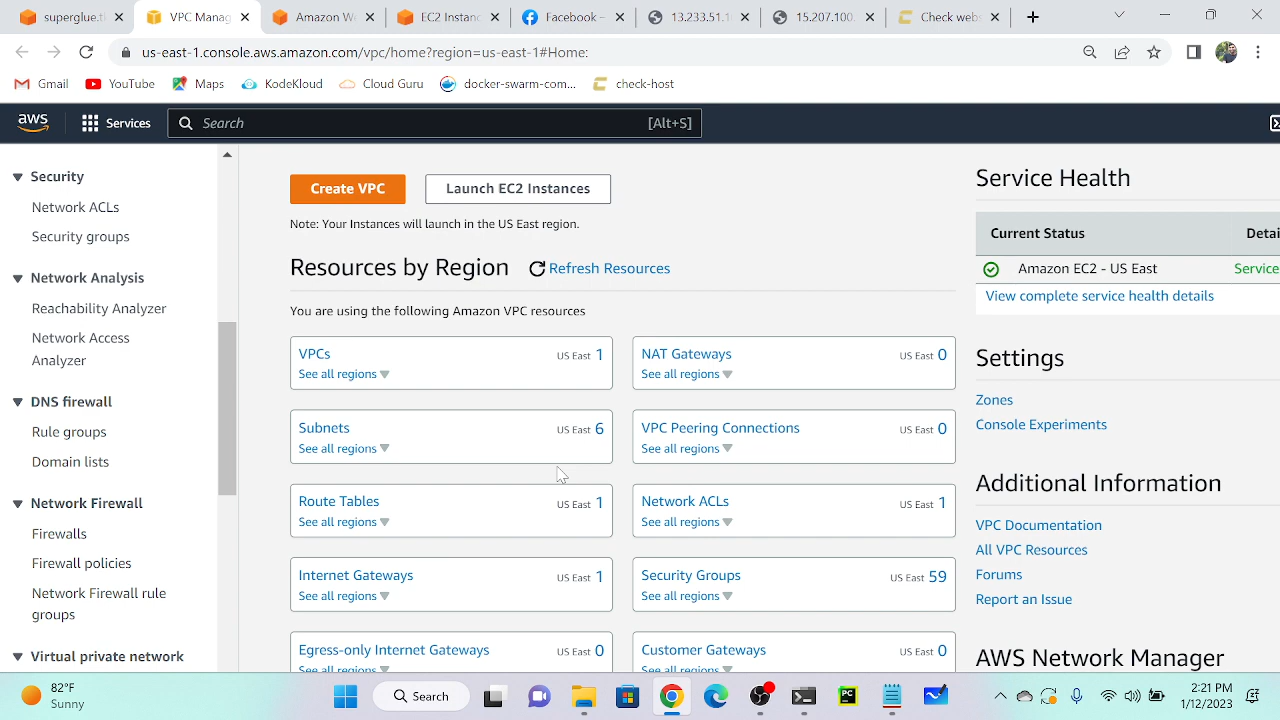 superglue.th
VPC Manag
Amazon W
EC2 Instanc
Facebook –
13.233.51.1
15.207.100.
Check webs
us-east-1.console.aws.amazon.com/vpc/home?region=us-east-1#Home:
Gmail
YouTube
Maps
KodeKloud
Cloud Guru
docker-swarm-com...
check-host
aws
Services
Search
[Alt+S]
Security
Network ACLs
Security groups
Network Analysis
Reachability Analyzer
Network Access
Analyzer
DNS firewall
Rule groups
Domain lists
Network Firewall
Firewalls
Firewall policies
Network Firewall rule
groups
Virtual private network
Create VPC
Launch EC2 Instances
Note: Your Instances will launch in the US East region.
Resources by Region
Refresh Resources
You are using the following Amazon VPC resources
VPCs
US East 1
See all regions
NAT Gateways
US East 0
See all regions
Subnets
US East 6
See all regions
VPC Peering Connections
US East 0
See all regions
Route Tables
US East 1
See all regions
Network ACLs
US East 1
See all regions
Internet Gateways
US East 1
See all regions
Security Groups
US East 59
See all regions
Egress-only Internet Gateways
US East 0
See all regions
Customer Gateways
US East 0
See all regions
Service Health
Current Status
Detai
Amazon EC2 - US East
Service
View complete service health details
Settings
Zones
Console Experiments
Additional Information
VPC Documentation
All VPC Resources
Forums
Report an Issue
AWS Network Manager
82°F
Sunny
Search
PC
2:21 PM
1/12/2023